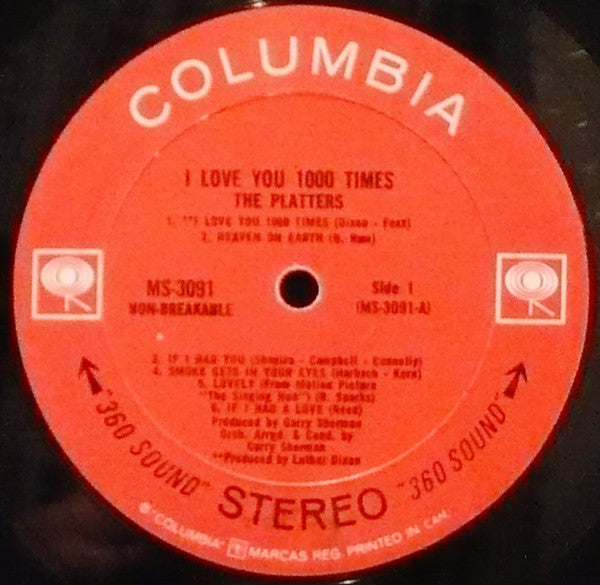 COLUMBIA
I LOVE YOU 1000 TIMES
THE PLATTERS
1. **I LOVE YOU 1000 TIMES (Dixon - Foxx)
2. HEAVEN ON EARTH (B. Ram)
MS-3091
NON-BREAKABLE
Side 1
(MS-3091-A)
3. IF I HAD YOU (Shapiro - Campbell - Connelly)
4. SMOKE GETS IN YOUR EYES (Harbach - Kern)
5. LOVELY (From Motion Picture
"The Singing Nun") (R. Sparks)
6. IF I HAD A LOVE (Reed)
Produced by Garry Sherman
Orch. Arrgd. & Cond. by
Garry Sherman
**Produced by Luther Dixon
"360 SOUND" STEREO "360 SOUND"
® "COLUMBIA" MARCAS REG. PRINTED IN CAN.